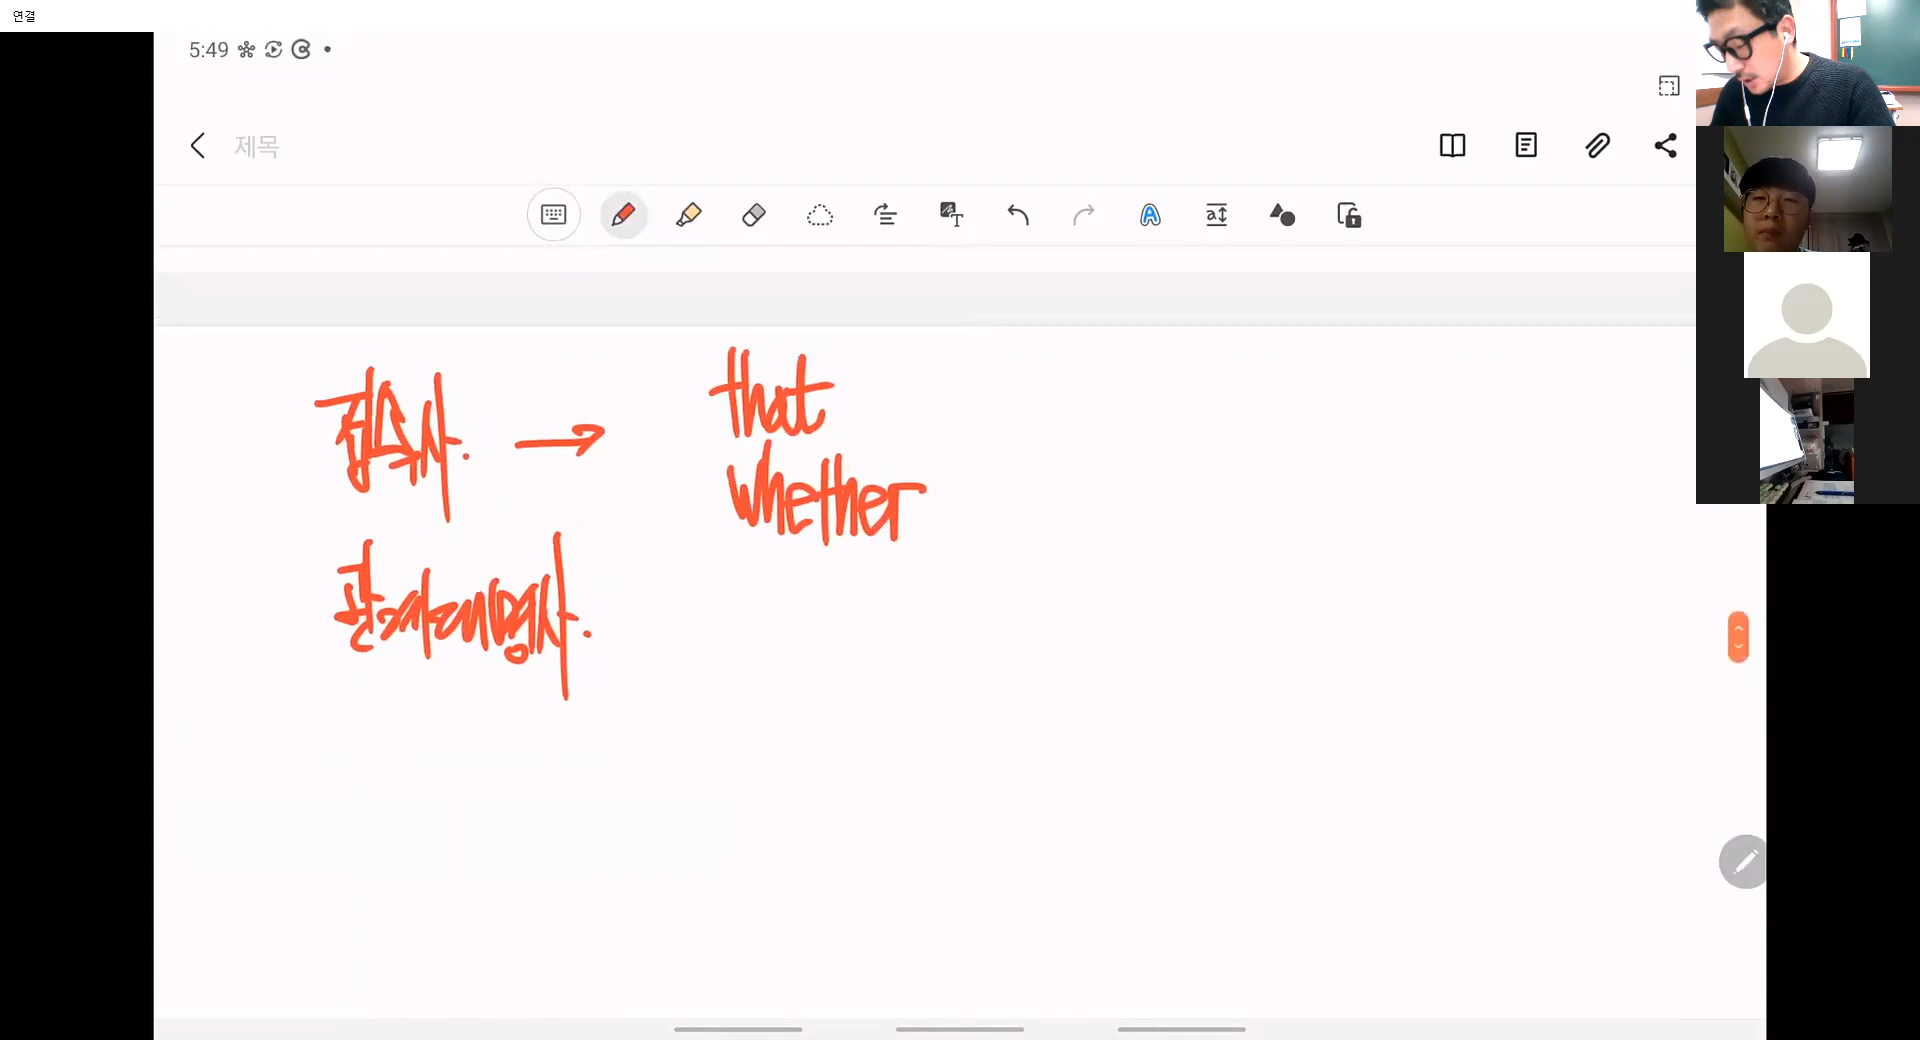 연결
5:49
제목
접속사. → that
whether
관계대명사.